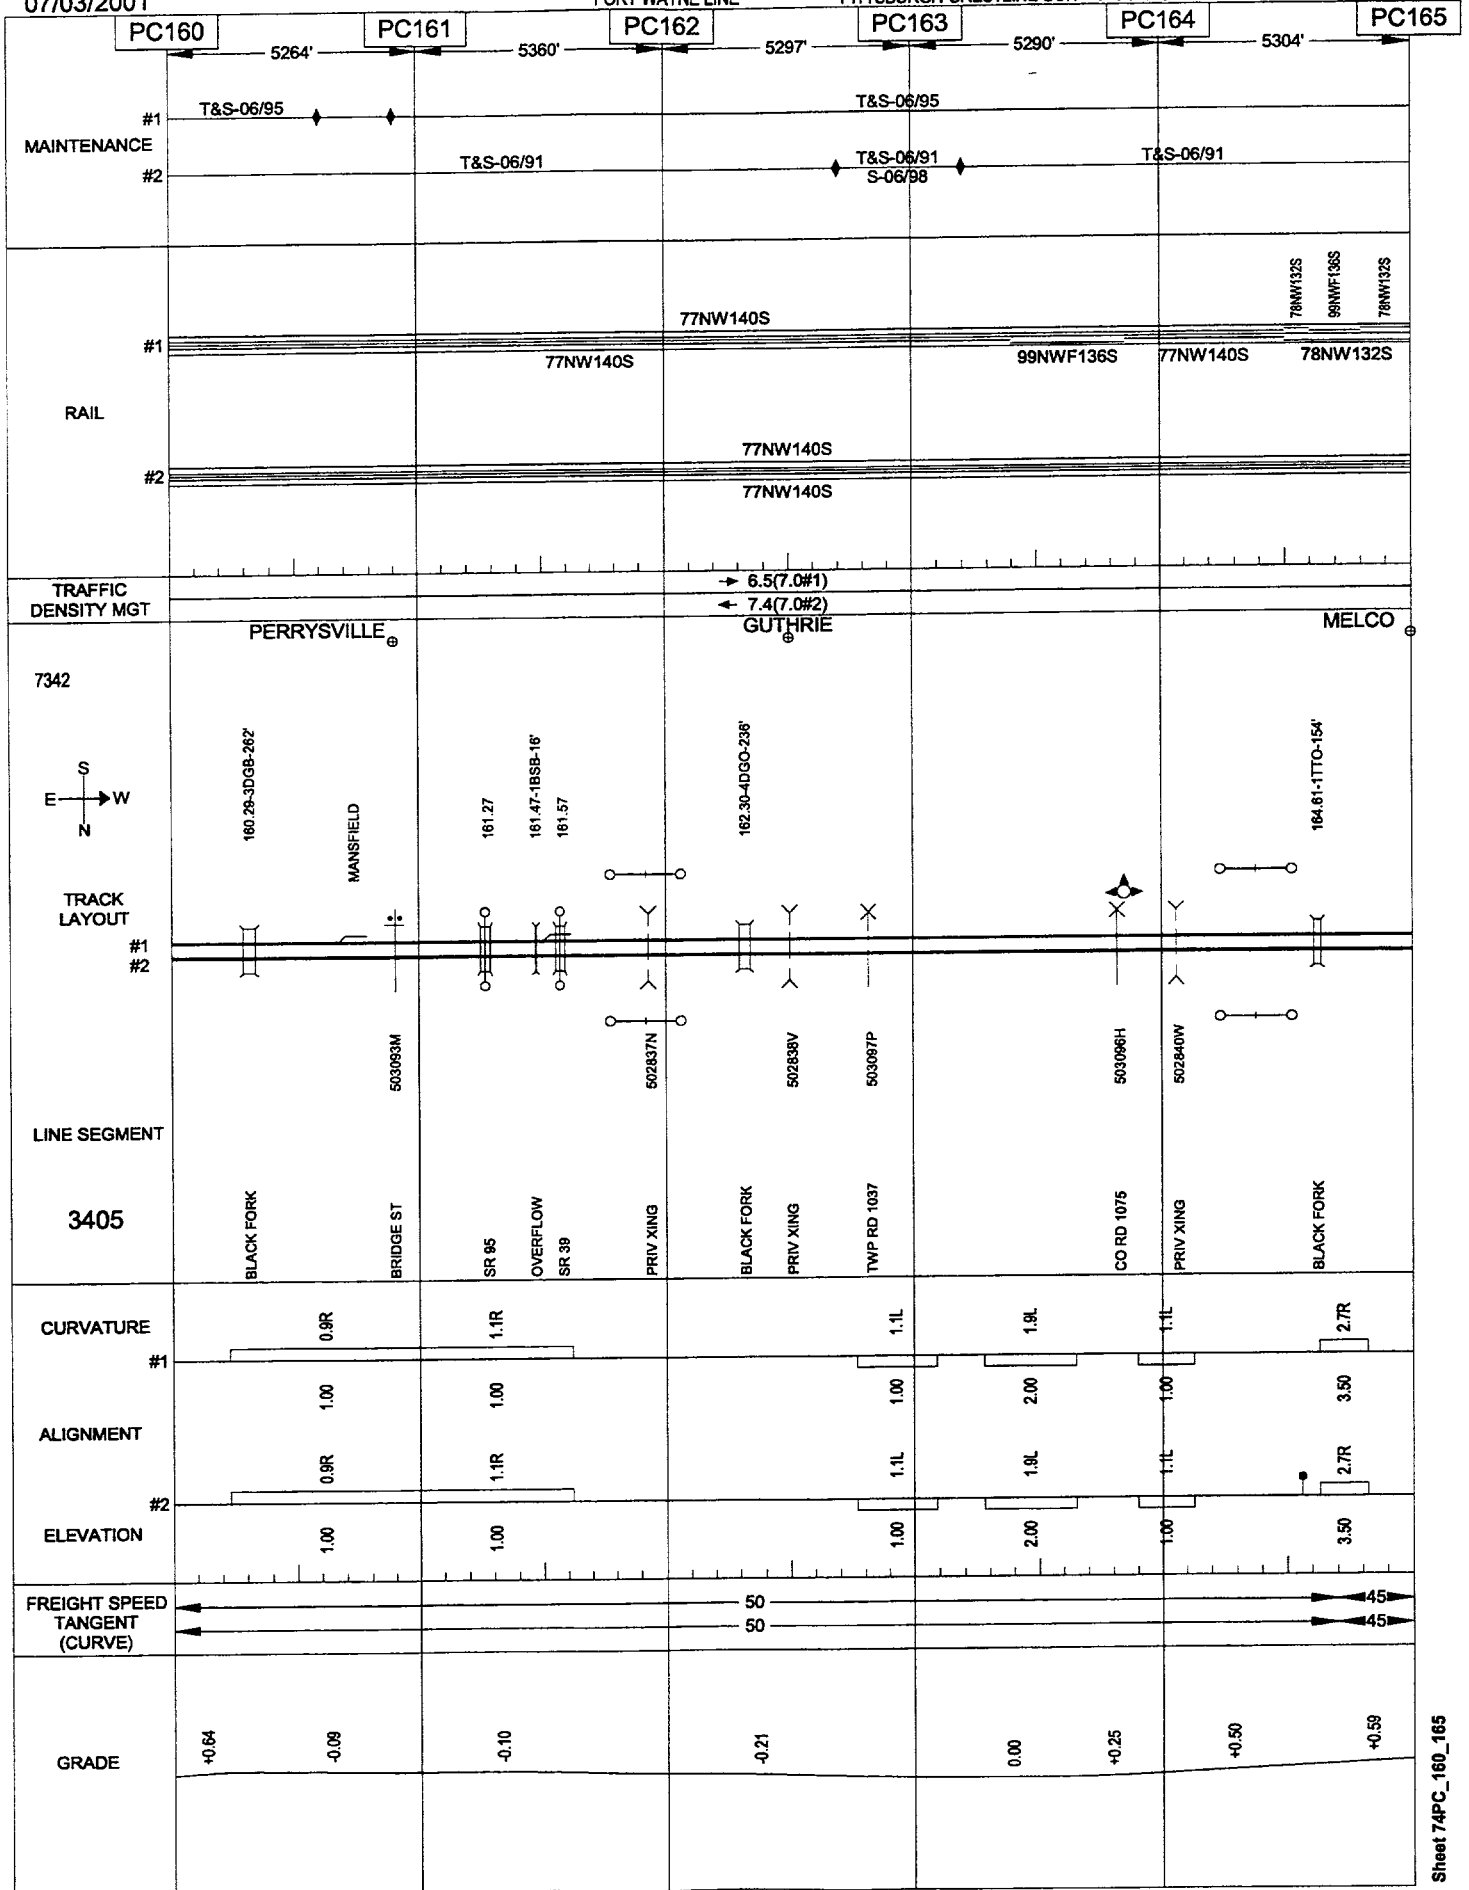 07/03/2001
FORT WAYNE LINE
PC160 PC161 PC162 PC163 PC164 PC165
5264' 5360' 5297' 5290' 5304'
MAINTENANCE
#1 T&S-06/95 T&S-06/95
#2 T&S-06/91 T&S-06/91 T&S-06/91
S-06/98
RAIL
78NW132S 99NWF136S 78NW132S
77NW140S
#1
77NW140S 99NWF136S 77NW140S 78NW132S
77NW140S
#2
77NW140S
TRAFFIC
DENSITY MGT
6.5(7.0#1)
7.4(7.0#2)
PERRYSVILLE GUTHRIE MELCO
7342
S
E W
N
160.29-3DGB-262' MANSFIELD 161.27 161.47-1BSB-16' 161.57 162.30-4DGO-236' 164.61-1TTO-154'
TRACK
LAYOUT
#1
#2
503093M 502837N 502838V 503097P 503096H 502840W
LINE SEGMENT
3405
BLACK FORK BRIDGE ST SR 95 OVERFLOW SR 39 PRIV XING BLACK FORK PRIV XING TWP RD 1037 CO RD 1075 PRIV XING BLACK FORK
CURVATURE
0.9R 1.1R 1.1L 1.9L 1.1L 2.7R
#1
1.00 1.00 1.00 2.00 1.00 3.50
ALIGNMENT
0.9R 1.1R 1.1L 1.9L 1.1L 2.7R
#2
ELEVATION
1.00 1.00 1.00 2.00 1.00 3.50
FREIGHT SPEED
TANGENT
(CURVE)
50 45
50 45
GRADE
+0.64 -0.09 -0.10 -0.21 0.00 +0.25 +0.50 +0.59
Sheet 74PC_160_165